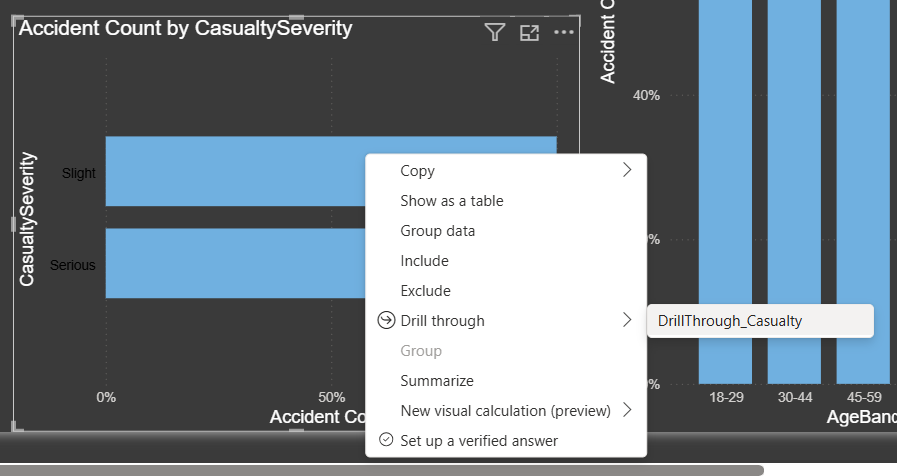 Accident Count by CasualtySeverity
CasualtySeverity
Slight
Serious
0%
50%
Accident Co
Copy
Show as a table
Group data
Include
Exclude
Drill through
Group
Summarize
New visual calculation (preview)
Set up a verified answer
DrillThrough_Casualty
Accident C
40%
18-29
30-44
45-59
AgeBand